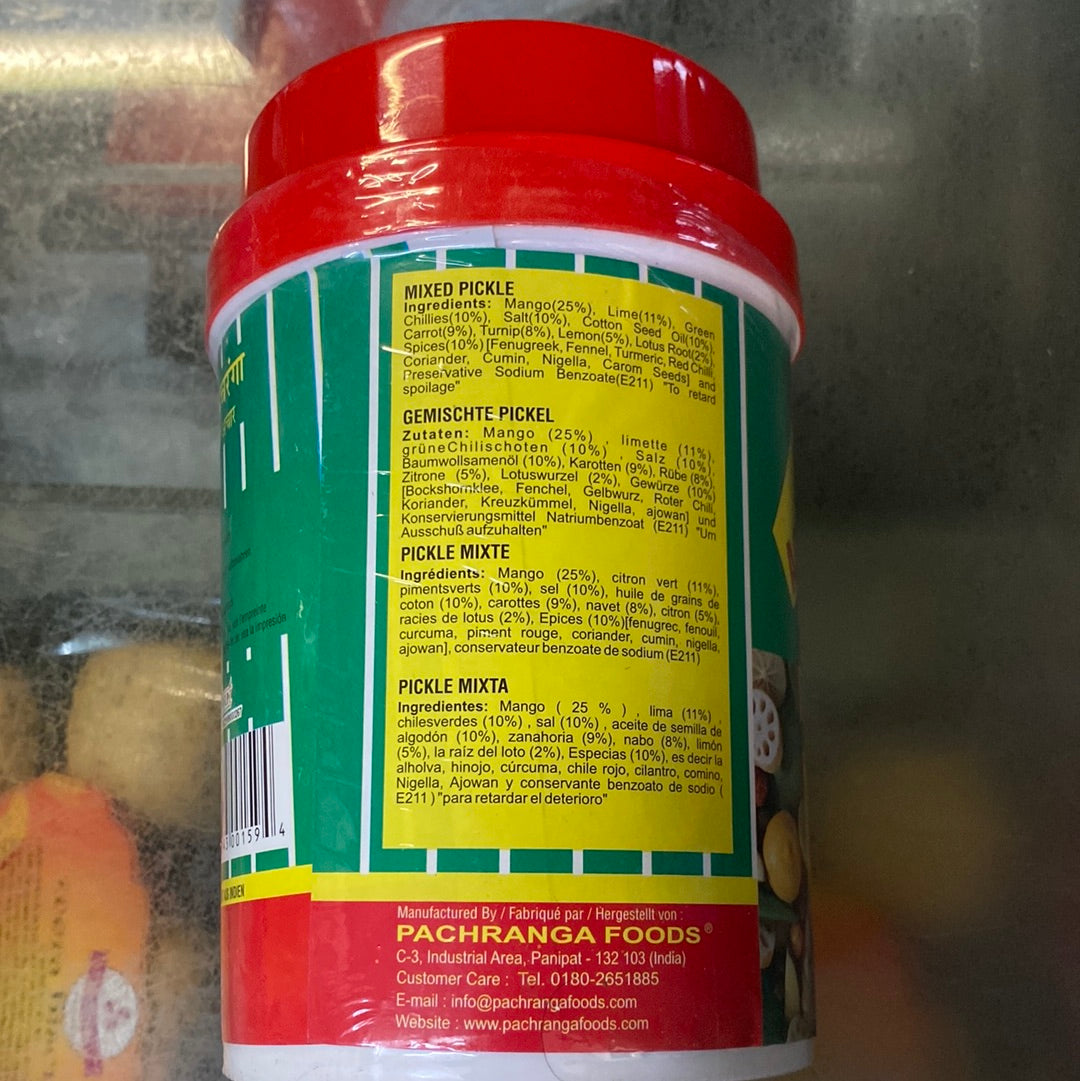 MIXED PICKLE
Ingredients: Mango(25%), Lime(11%), Green
Chillies(10%), Salt(10%), Cotton Seed Oil(10%),
Carrot(9%), Turnip(8%), Lemon(5%), Lotus Root(2%),
Spices(10%)[Fenugreek, Fennel, Turmeric, Red Chilli,
Coriander, Cumin, Nigella, Carom Seeds] and
Preservative Sodium Benzoate(E211) "To retard
spoilage"
GEMISCHTE PICKEL
Zutaten: Mango (25%) , limette (11%),
grüneChilischoten (10%) , Salz (10%),
Baumwollsamenöl (10%), Karotten (9%), Rübe (8%),
Zitrone (5%), Lotuswurzel (2%), Gewürze (10%)
[Bockshornklee, Fenchel, Gelbwurz, Roter Chili,
Koriander, Kreuzkümmel, Nigella, ajowan] und
Konservierungsmittel Natriumbenzoat (E211) "Um
Ausschuß aufzuhalten"
PICKLE MIXTE
Ingrédients: Mango (25%), citron vert (11%),
pimentsverts (10%), sel (10%), huile de grains de
coton (10%), carottes (9%), navet (8%), citron (5%),
racies de lotus (2%), Epices (10%)[fenugrec, fenouil,
curcuma, piment rouge, coriander, cumin, nigella,
ajowan], conservateur benzoate de sodium (E211)
PICKLE MIXTA
Ingredientes: Mango ( 25 % ) , lima (11%) ,
chilesverdes (10%) , sal (10%) , aceite de semilla de
algodón (10%), zanahoria (9%), nabo (8%), limón
(5%), la raíz del loto (2%), Especias (10%), es decir la
alholva, hinojo, cúrcuma, chile rojo, cilantro, comino,
Nigella, Ajowan y conservante benzoato de sodio (
E211 ) "para retardar el deterioro"
Manufactured By / Fabriqué par / Hergestellt von :
PACHRANGA FOODS®
C-3, Industrial Area, Panipat - 132 103 (India)
Customer Care : Tel. 0180-2651885
E-mail : info@pachrangafoods.com
Website : www.pachrangafoods.com
l'empreinte
la impresión
00159 4
INDIEN